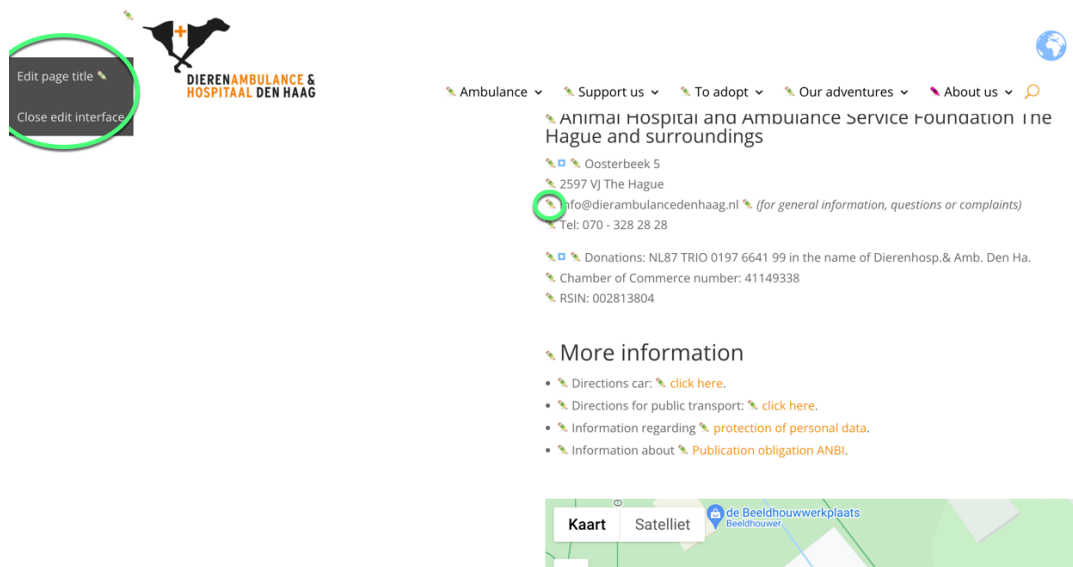 Edit page title
Close edit interface
DIERENAMBULANCE &
HOSPITAAL DEN HAAG
Ambulance
Support us
To adopt
Our adventures
About us
Animal Hospital and Ambulance Service Foundation The
Hague and surroundings
Oosterbeek 5
2597 VJ The Hague
info@dierambulancedenhaag.nl (for general information, questions or complaints)
Tel: 070 - 328 28 28
Donations: NL87 TRIO 0197 6641 99 in the name of Dierenhosp.& Amb. Den Ha.
Chamber of Commerce number: 41149338
RSIN: 002813804
More information
• Directions car: click here.
• Directions for public transport: click here.
• Information regarding protection of personal data.
• Information about Publication obligation ANBI.
Kaart Satelliet
de Beeldhouwwerkplaats
Beeldhouwer